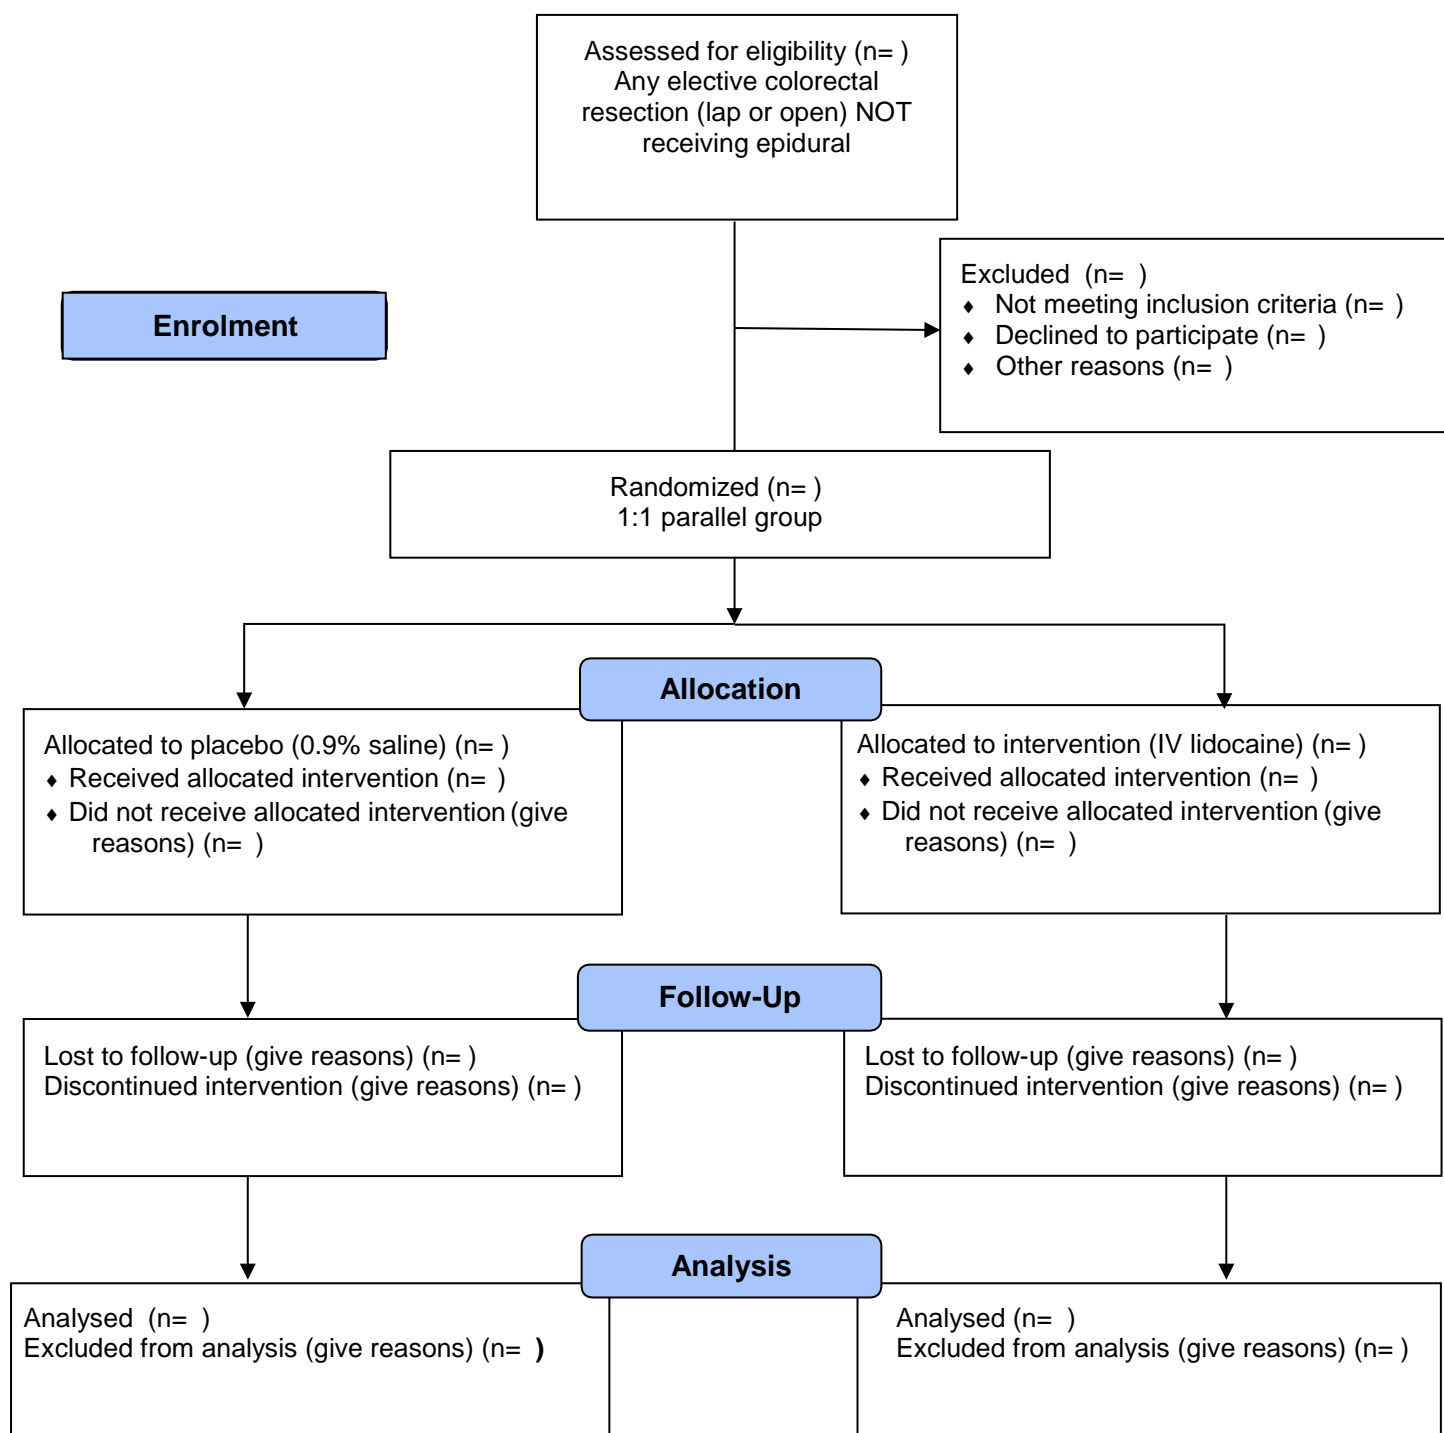 Assessed for eligibility (n= )
Any elective colorectal
resection (lap or open) NOT
receiving epidural
Excluded (n= )
♦ Not meeting inclusion criteria (n= )
♦ Declined to participate (n= )
♦ Other reasons (n= )
Enrolment
Randomized (n= )
1:1 parallel group
Allocation
Allocated to placebo (0.9% saline) (n= )
♦ Received allocated intervention (n= )
♦ Did not receive allocated intervention (give
reasons) (n= )
Allocated to intervention (IV lidocaine) (n= )
♦ Received allocated intervention (n= )
♦ Did not receive allocated intervention (give
reasons) (n= )
Follow-Up
Lost to follow-up (give reasons) (n= )
Discontinued intervention (give reasons) (n= )
Lost to follow-up (give reasons) (n= )
Discontinued intervention (give reasons) (n= )
Analysis
Analysed (n= )
Excluded from analysis (give reasons) (n= )
Analysed (n= )
Excluded from analysis (give reasons) (n= )